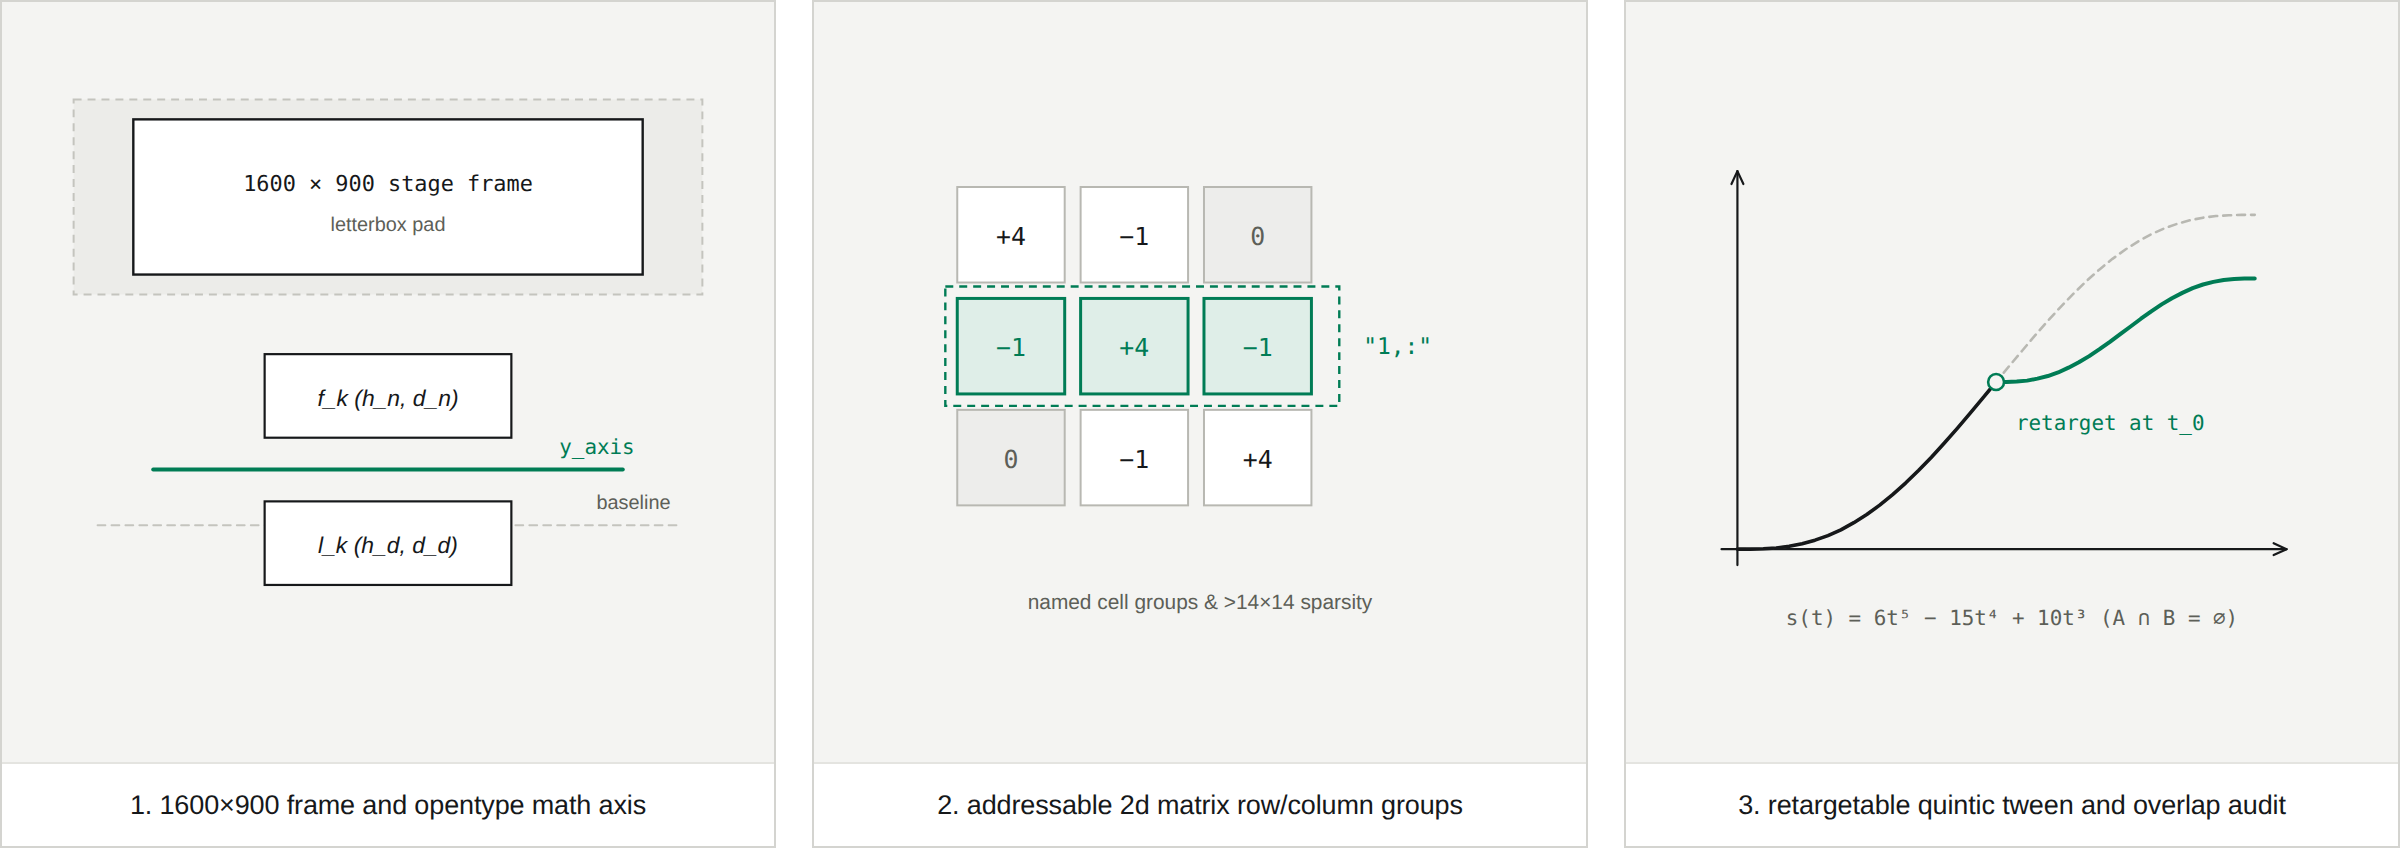 1600 × 900 stage frame
letterbox pad
f_k (h_n, d_n)
y_axis
baseline
l_k (h_d, d_d)
1. 1600×900 frame and opentype math axis
+4 −1 0
−1 +4 −1 "1,:"
0 −1 +4
named cell groups & >14×14 sparsity
2. addressable 2d matrix row/column groups
retarget at t_0
s(t) = 6t⁵ − 15t⁴ + 10t³ (A ∩ B = ∅)
3. retargetable quintic tween and overlap audit